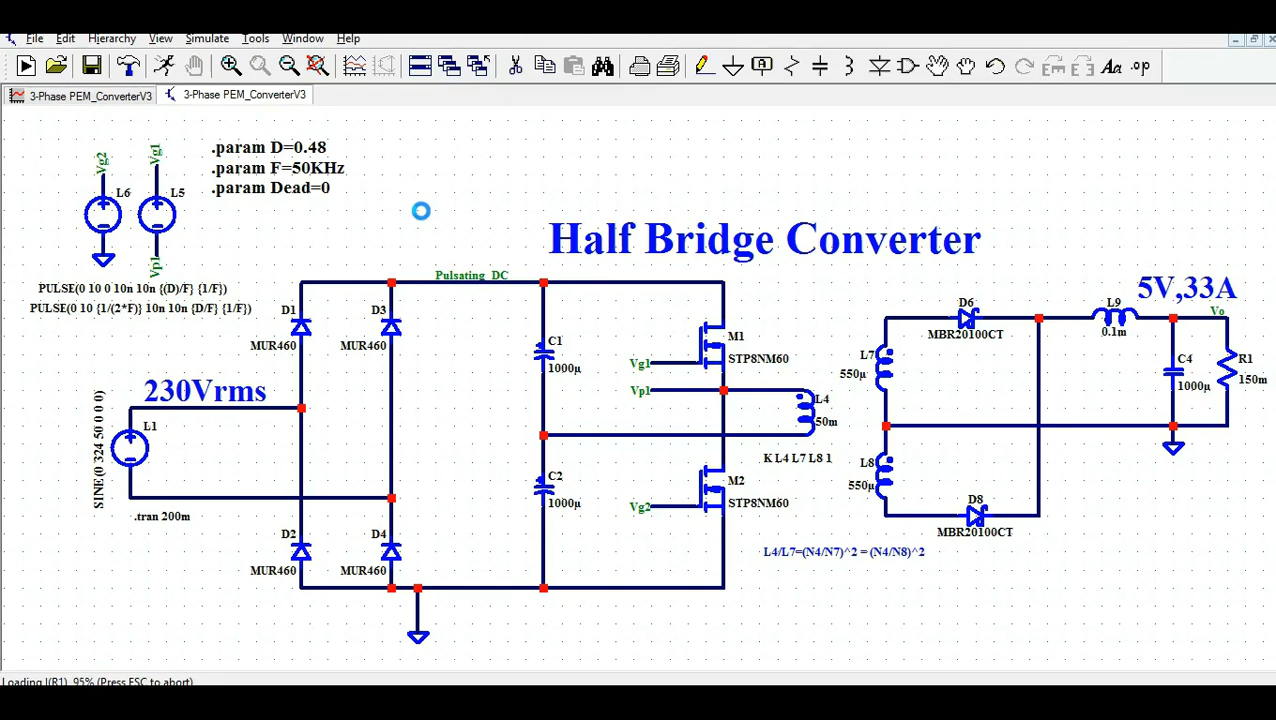 File Edit Hierarchy View Simulate Tools Window Help
3-Phase PEM_ConverterV3
3-Phase PEM_ConverterV3
.param D=0.48
.param F=50KHz
.param Dead=0
Vg2
L6
Vg1
L5
Vp1
PULSE(0 10 0 10n 10n {(D)/F} {1/F})
PULSE(0 10 {1/(2*F)} 10n 10n {D/F} {1/F})
Half Bridge Converter
Pulsating_DC
5V,33A
230Vrms
L1
SINE(0 324 50 0 0 0)
.tran 200m
D1
MUR460
D3
MUR460
D2
MUR460
D4
MUR460
C1
1000µ
C2
1000µ
M1
STP8NM60
Vg1
Vp1
L4
50m
K L4 L7 L8 1
M2
STP8NM60
Vg2
L4/L7=(N4/N7)^2 = (N4/N8)^2
L7
550µ
L8
550µ
D6
MBR20100CT
D8
MBR20100CT
L9
0.1m
Vo
C4
1000µ
R1
150m
Loading I(R1) 95% (Press ESC to abort)
.op